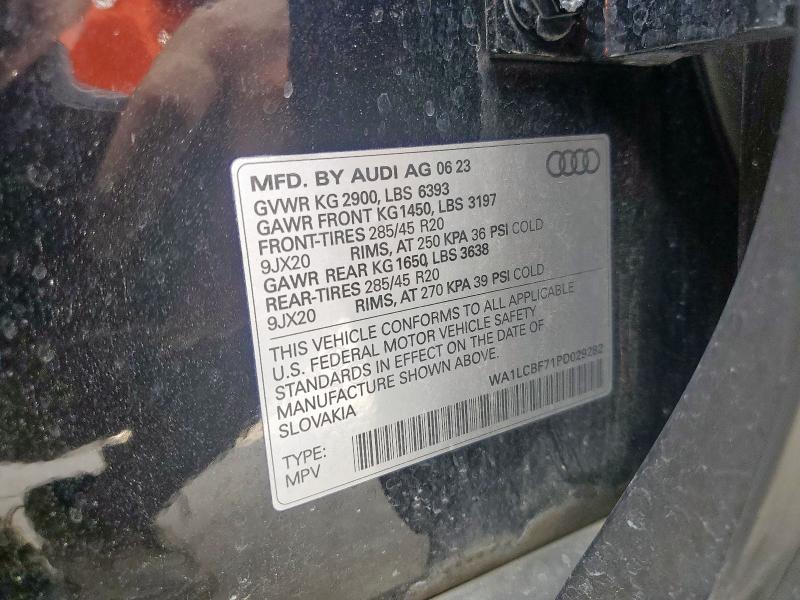 MFD. BY AUDI AG 06 23
GVWR KG 2900, LBS 6393
GAWR FRONT KG1450, LBS 3197
FRONT-TIRES 285/45 R20
9JX20 RIMS, AT 250 KPA 36 PSI COLD
GAWR REAR KG 1650, LBS 3638
REAR-TIRES 285/45 R20
9JX20 RIMS, AT 270 KPA 39 PSI COLD
THIS VEHICLE CONFORMS TO ALL APPLICABLE
U.S. FEDERAL MOTOR VEHICLE SAFETY
STANDARDS IN EFFECT ON THE DATE OF
MANUFACTURE SHOWN ABOVE.
SLOVAKIA
WA1LCBF71PD029282
TYPE:
MPV